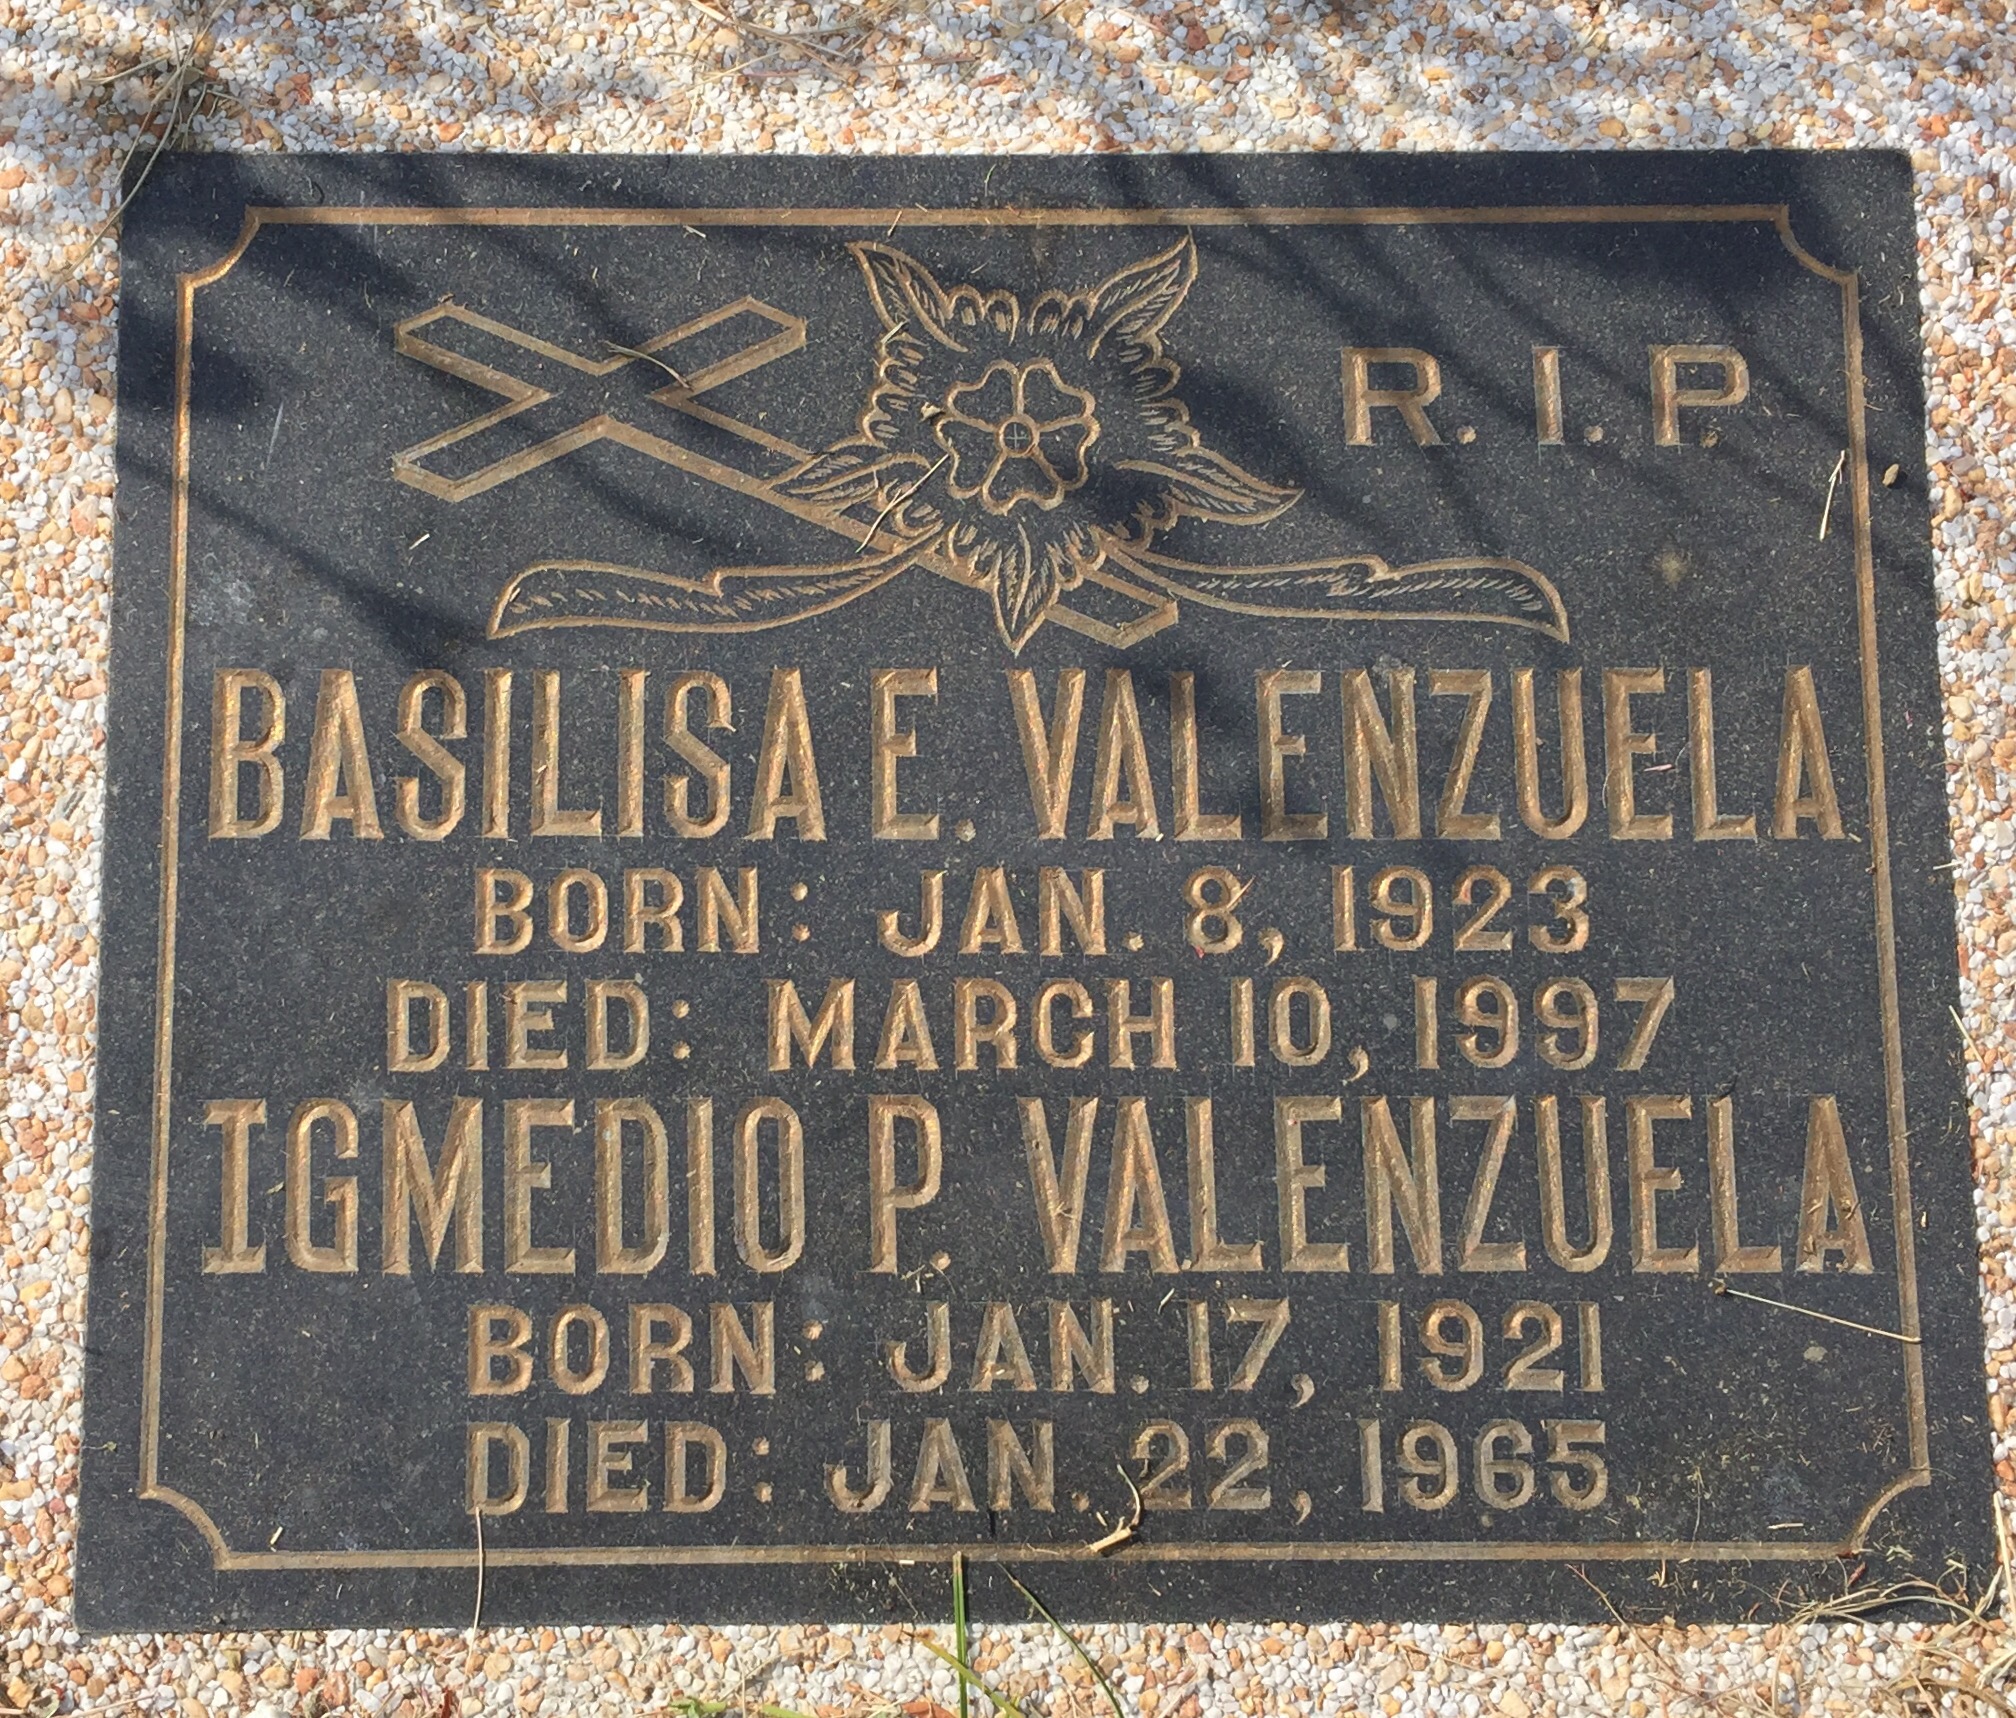 R.I.P.
BASILISA E. VALENZUELA
BORN: JAN. 8, 1923
DIED: MARCH 10, 1997
IGMEDIO P. VALENZUELA
BORN: JAN. 17, 1921
DIED: JAN. 22, 1965